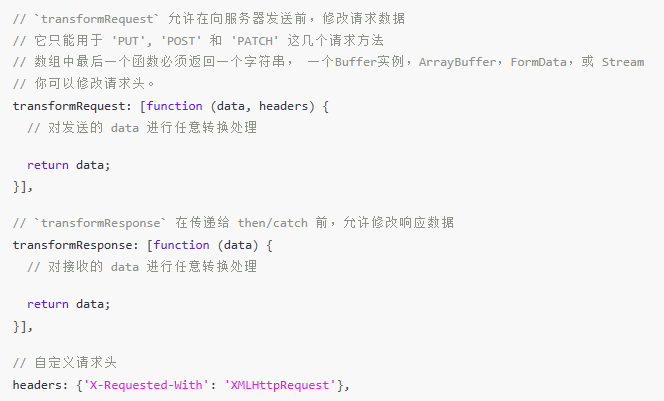 // `transformRequest` 允许在向服务器发送前，修改请求数据
// 它只能用于 'PUT', 'POST' 和 'PATCH' 这几个请求方法
// 数组中最后一个函数必须返回一个字符串， 一个Buffer实例，ArrayBuffer，FormData，或 Stream
// 你可以修改请求头。
transformRequest: [function (data, headers) {
  // 对发送的 data 进行任意转换处理
  return data;
}],
// `transformResponse` 在传递给 then/catch 前，允许修改响应数据
transformResponse: [function (data) {
  // 对接收的 data 进行任意转换处理
  return data;
}],
// 自定义请求头
headers: {'X-Requested-With': 'XMLHttpRequest'},